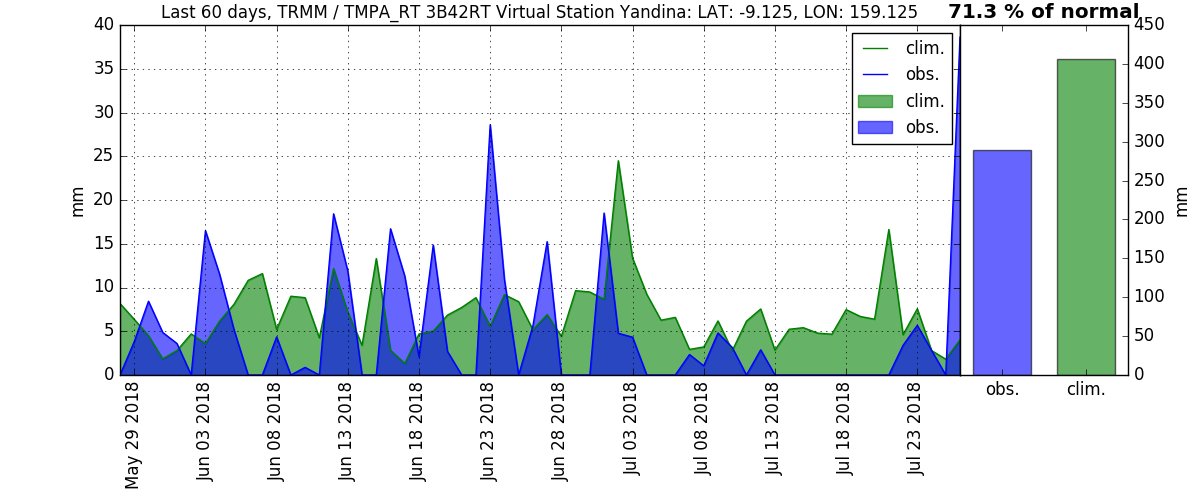 Last 60 days, TRMM / TMPA_RT 3B42RT Virtual Station Yandina: LAT: -9.125, LON: 159.125
71.3 % of normal
40
35
30
25
20
15
10
5
0
mm
clim.
obs.
clim.
obs.
450
400
350
300
250
200
150
100
50
0
mm
May 29 2018
Jun 03 2018
Jun 08 2018
Jun 13 2018
Jun 18 2018
Jun 23 2018
Jun 28 2018
Jul 03 2018
Jul 08 2018
Jul 13 2018
Jul 18 2018
Jul 23 2018
obs.
clim.